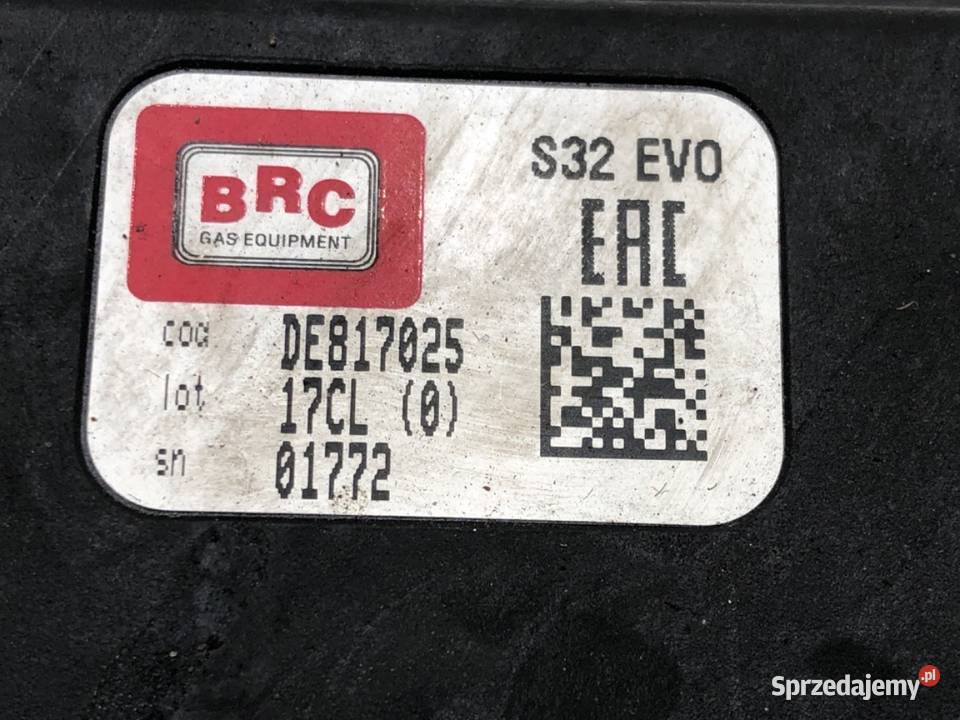 BRC
GAS EQUIPMENT
S32 EVO
EAC
cod DE817025
lot 17CL (0)
sn 01772
Sprzedajemy.pl